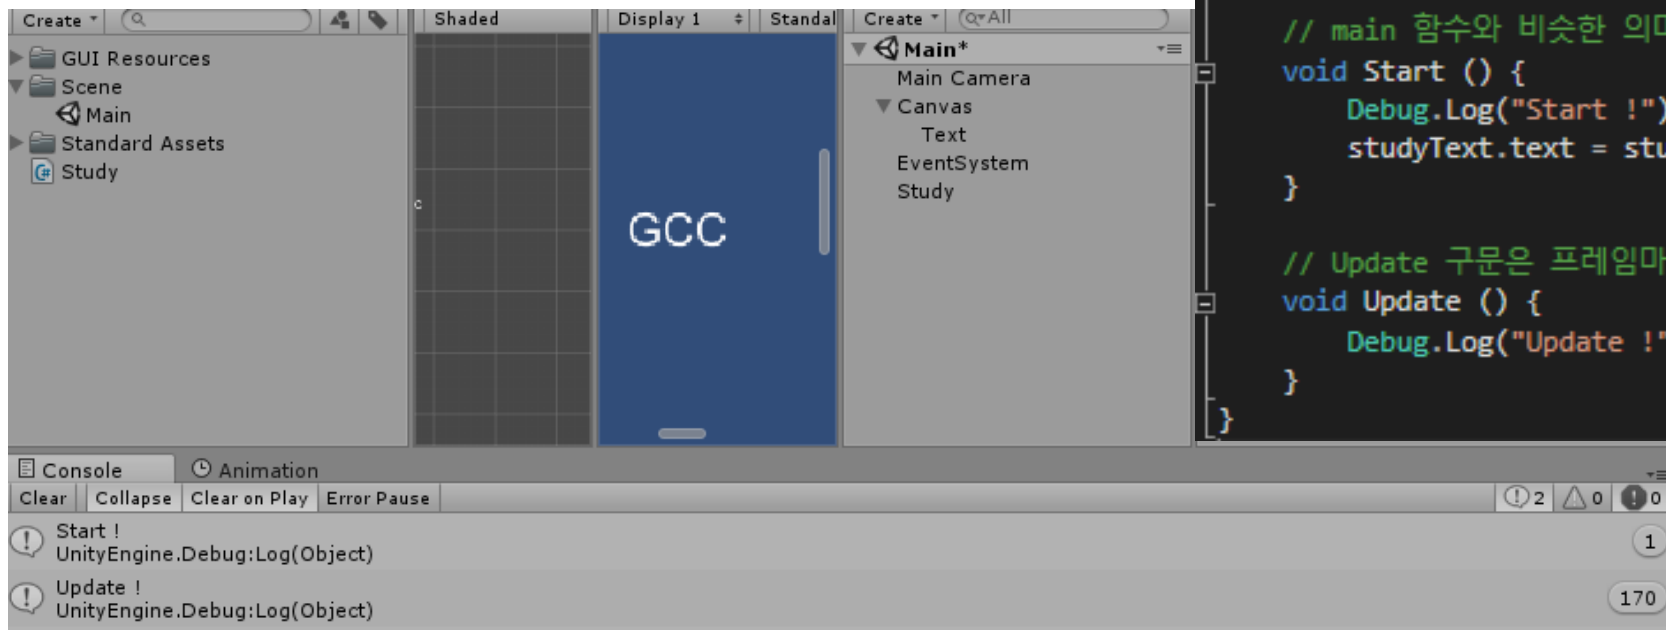 Create
Shaded
Display 1
Standal
Create
All
GUI Resources
Scene
Main
Standard Assets
Study
c
GCC
Main*
Main Camera
Canvas
Text
EventSystem
Study
// main 함수와 비슷한 의미
void Start () {
Debug.Log("Start !")
studyText.text = stu
}
// Update 구문은 프레임마
void Update () {
Debug.Log("Update !"
}
}
Console
Animation
Clear Collapse Clear on Play Error Pause 2 0 0
Start !
UnityEngine.Debug:Log(Object)
1
Update !
UnityEngine.Debug:Log(Object)
170